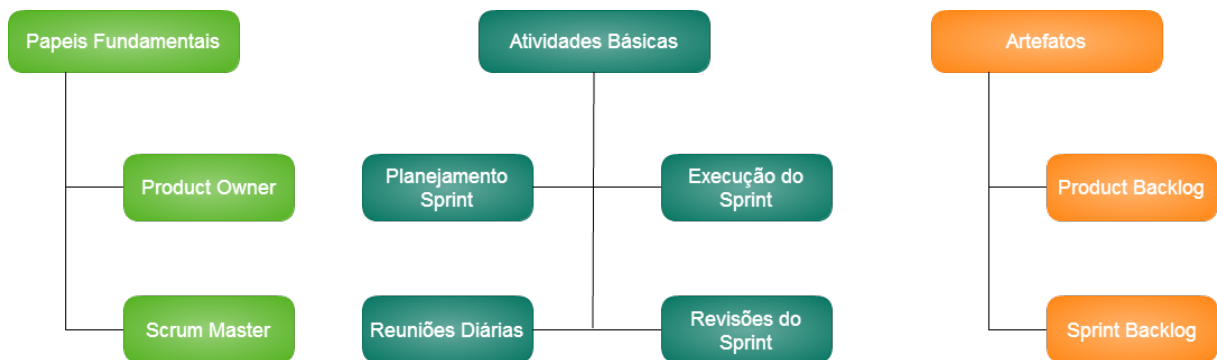 Papeis Fundamentais
Atividades Básicas
Artefatos
Product Owner
Planejamento
Sprint
Execução do
Sprint
Product Backlog
Scrum Master
Reuniões Diárias
Revisões do
Sprint
Sprint Backlog